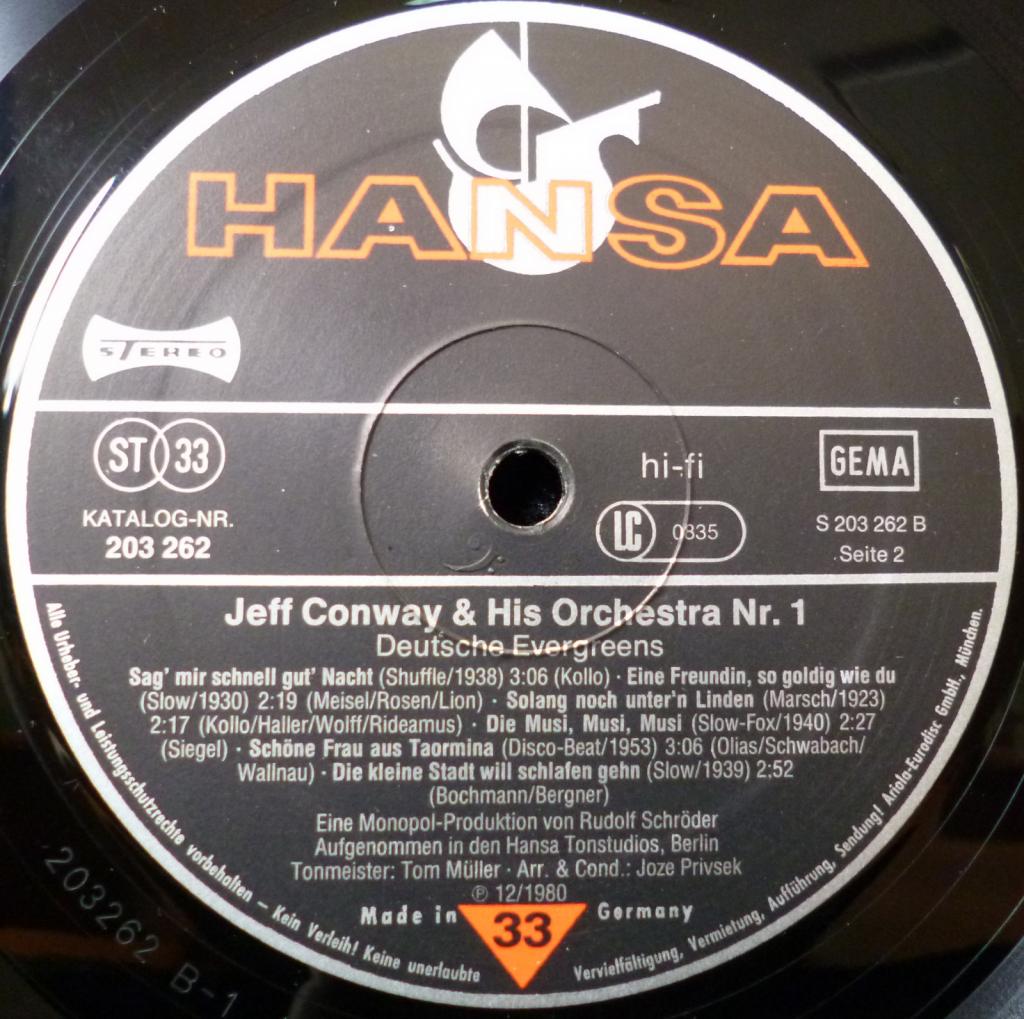 HANSA
STEREO
ST 33
hi-fi
GEMA
KATALOG-NR.
203 262
LC 0335
S 203 262 B
Seite 2
Jeff Conway & His Orchestra Nr. 1
Deutsche Evergreens
Sag' mir schnell gut' Nacht (Shuffle/1938) 3:06 (Kollo) · Eine Freundin, so goldig wie du
(Slow/1930) 2:19 (Meisel/Rosen/Lion) · Solang noch unter'n Linden (Marsch/1923)
2:17 (Kollo/Haller/Wolff/Rideamus) · Die Musi, Musi, Musi (Slow-Fox/1940) 2:27
(Siegel) · Schöne Frau aus Taormina (Disco-Beat/1953) 3:06 (Olias/Schwabach/
Wallnau) · Die kleine Stadt will schlafen gehn (Slow/1939) 2:52
(Bochmann/Bergner)
Eine Monopol-Produktion von Rudolf Schröder
Aufgenommen in den Hansa Tonstudios, Berlin
Tonmeister: Tom Müller · Arr. & Cond.: Joze Privsek
℗ 12/1980
Made in 33 Germany
Alle Urheber- und Leistungsschutzrechte vorbehalten – Kein Verleih! Keine unerlaubte Vervielfältigung, Vermietung, Aufführung, Sendung! Ariola-Eurodisc GmbH., München.
203262 B-1